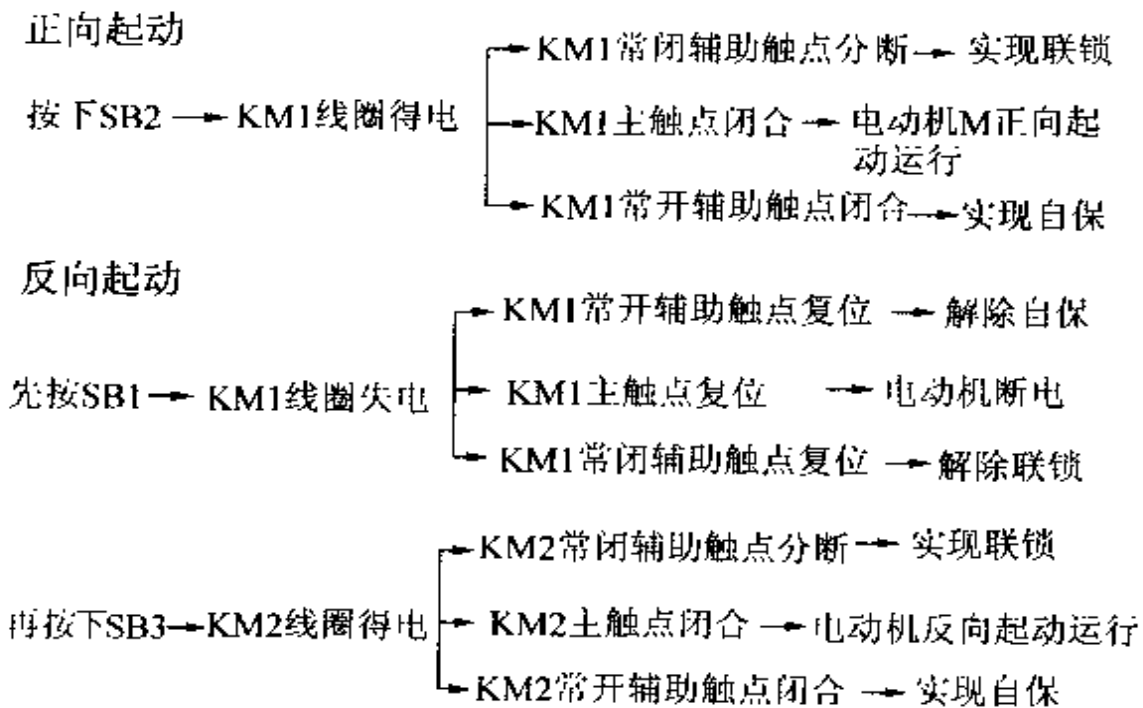 正向起动
KM1常闭辅助触点分断→实现联锁
按下SB2→KM1线圈得电
KM1主触点闭合→电动机M正向起
动运行
KM1常开辅助触点闭合→实现自保
反向起动
KM1常开辅助触点复位→解除自保
先按SB1→KM1线圈失电
KM1主触点复位→电动机断电
KM1常闭辅助触点复位→解除联锁
KM2常闭辅助触点分断→实现联锁
再按下SB3→KM2线圈得电
KM2主触点闭合→电动机反向起动运行
KM2常开辅助触点闭合→实现自保